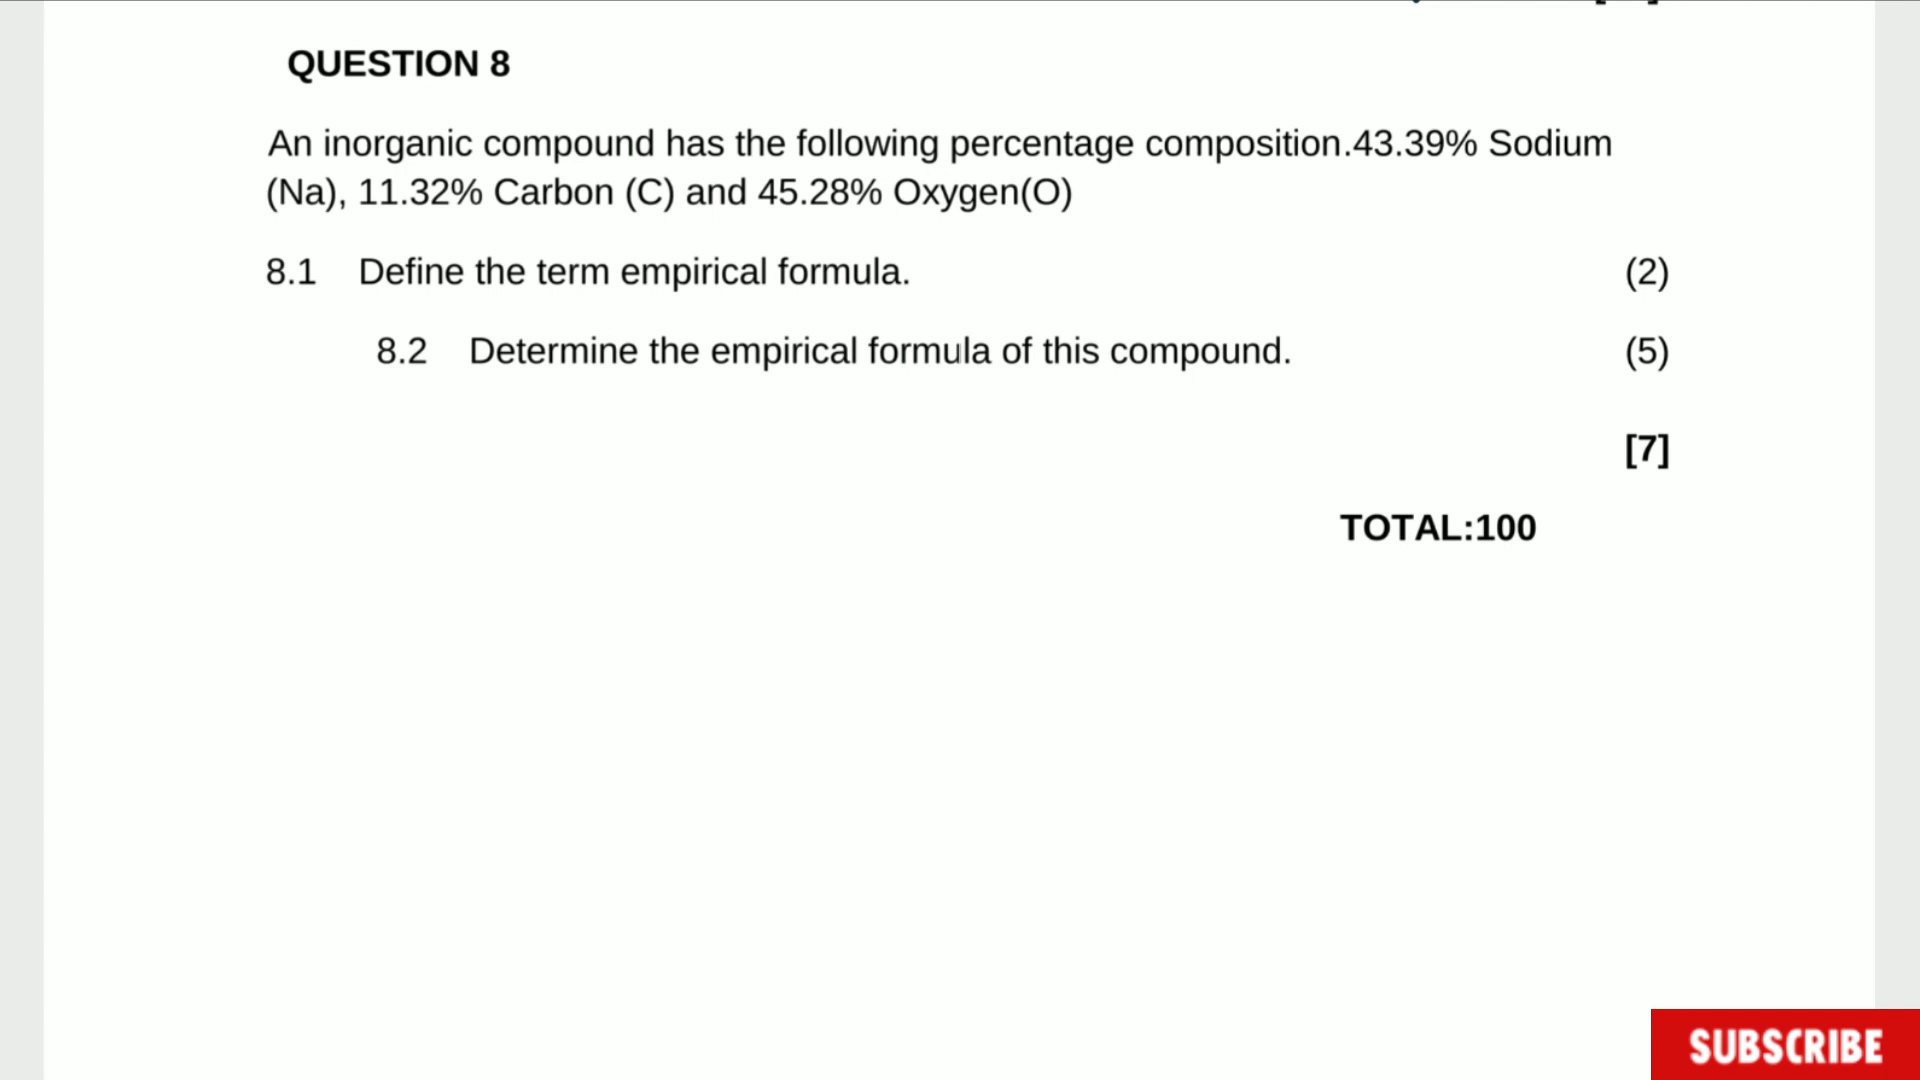 QUESTION 8
An inorganic compound has the following percentage composition.43.39% Sodium
(Na), 11.32% Carbon (C) and 45.28% Oxygen(O)
8.1 Define the term empirical formula. (2)
8.2 Determine the empirical formula of this compound. (5)
[7]
TOTAL:100
SUBSCRIBE